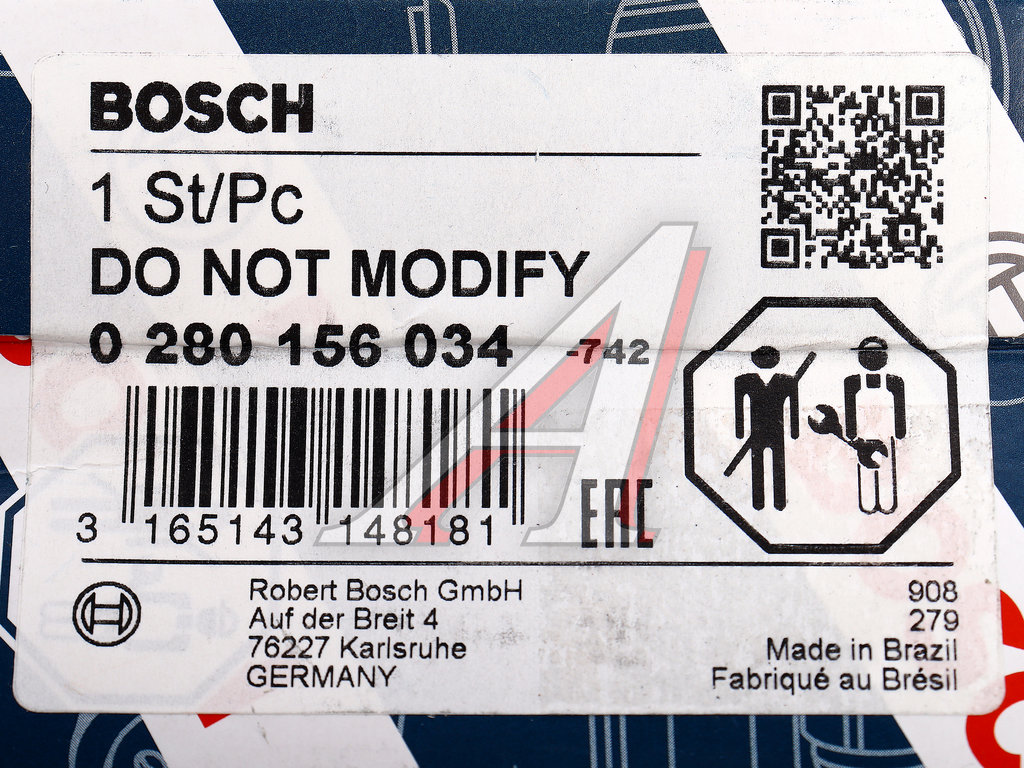 BOSCH
1 St/Pc
DO NOT MODIFY
0 280 156 034 -742
3 165143 148181
EAC
Robert Bosch GmbH
Auf der Breit 4
76227 Karlsruhe
GERMANY
908
279
Made in Brazil
Fabriqué au Brésil